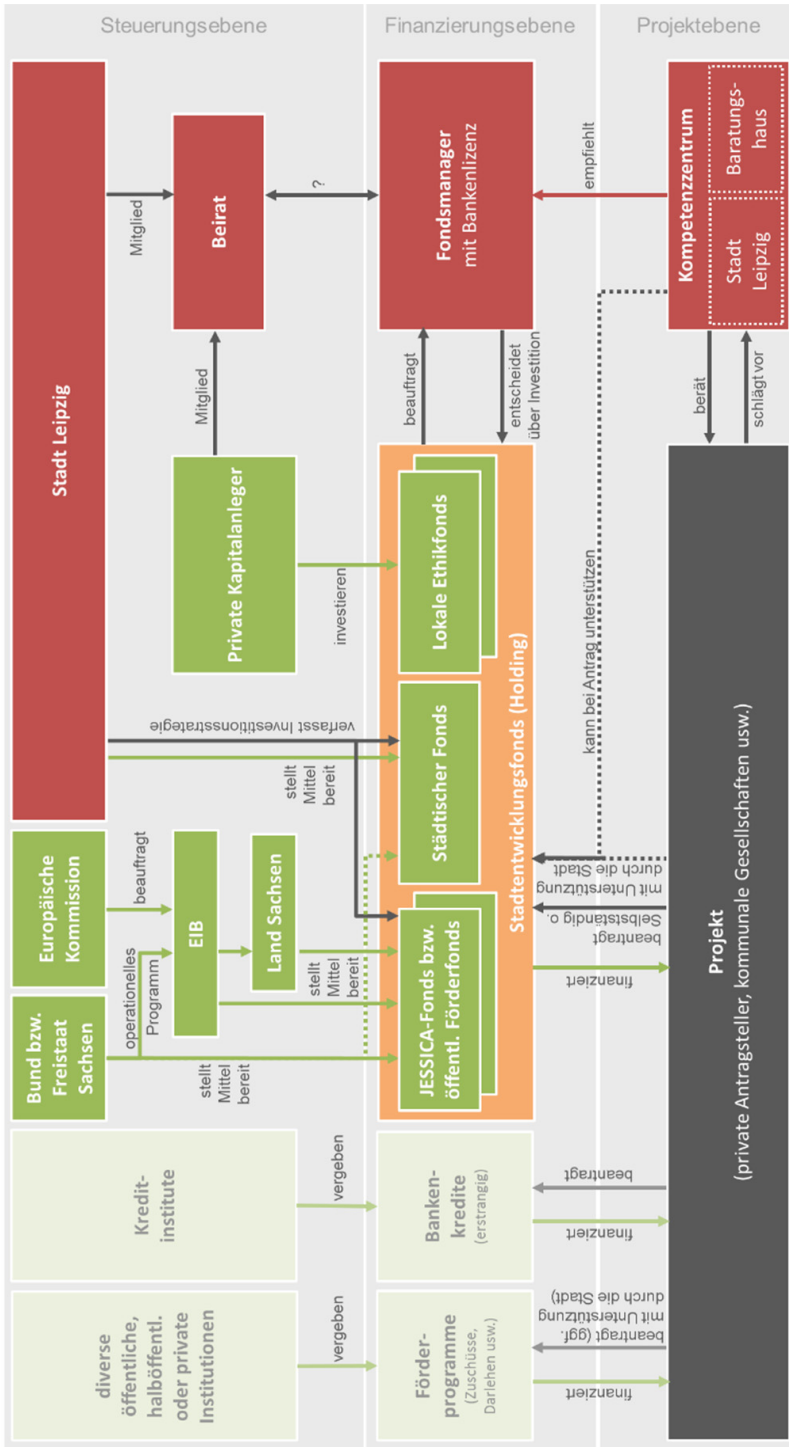 Steuerungsebene
Finanzierungsebene
Projektebene
diverse
öffentliche,
halböffentl.
oder private
Institutionen
Kredit-
institute
Bund bzw.
Freistaat
Sachsen
Europäische
Kommission
Stadt Leipzig
operationelles
Programm
beauftragt
EIB
Land Sachsen
stellt
Mittel
bereit
stellt
Mittel
bereit
stellt
Mittel
bereit
verfasst Investitionsstrategie
Private Kapitalanleger
Mitglied
Beirat
Mitglied
vergeben
vergeben
investieren
?
Förder-
programme
(Zuschüsse,
Darlehen usw.)
Banken-
kredite
(erstrangig)
JESSICA-Fonds bzw.
öffentl. Förderfonds
Städtischer Fonds
Lokale Ethikfonds
Stadtentwicklungsfonds (Holding)
beauftragt
entscheidet
über Investition
Fondsmanager
mit Bankenlizenz
finanziert
beantragt (ggf.
mit Unterstützung
durch die Stadt)
finanziert
beantragt
finanziert
beantragt
Selbstständig o.
mit Unterstützung
durch die Stadt
kann bei Antrag unterstützen
empfiehlt
Projekt
(private Antragsteller, kommunale Gesellschaften usw.)
berät
schlägt vor
Kompetenzzentrum
Stadt
Leipzig
Baratungs-
haus